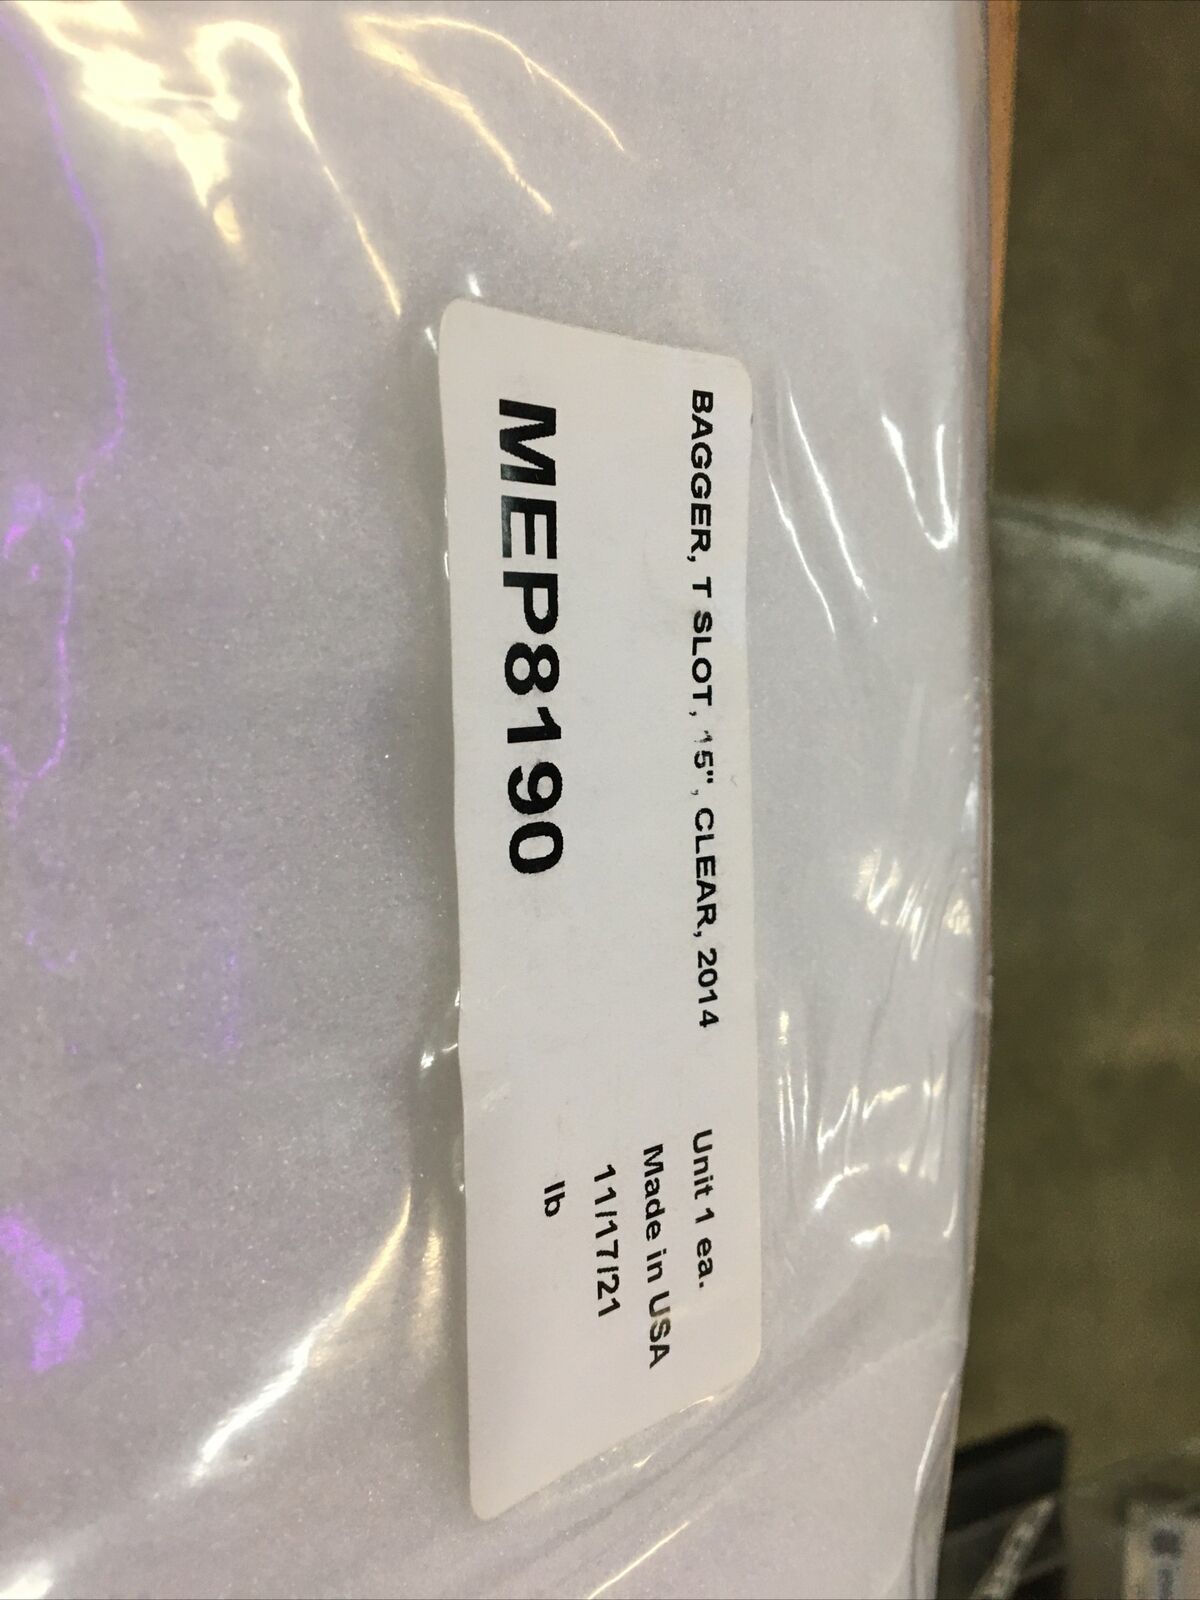 BAGGER, T SLOT, 15", CLEAR, 2014
Unit 1 ea.
Made in USA
11/17/21
MEP8190
lb